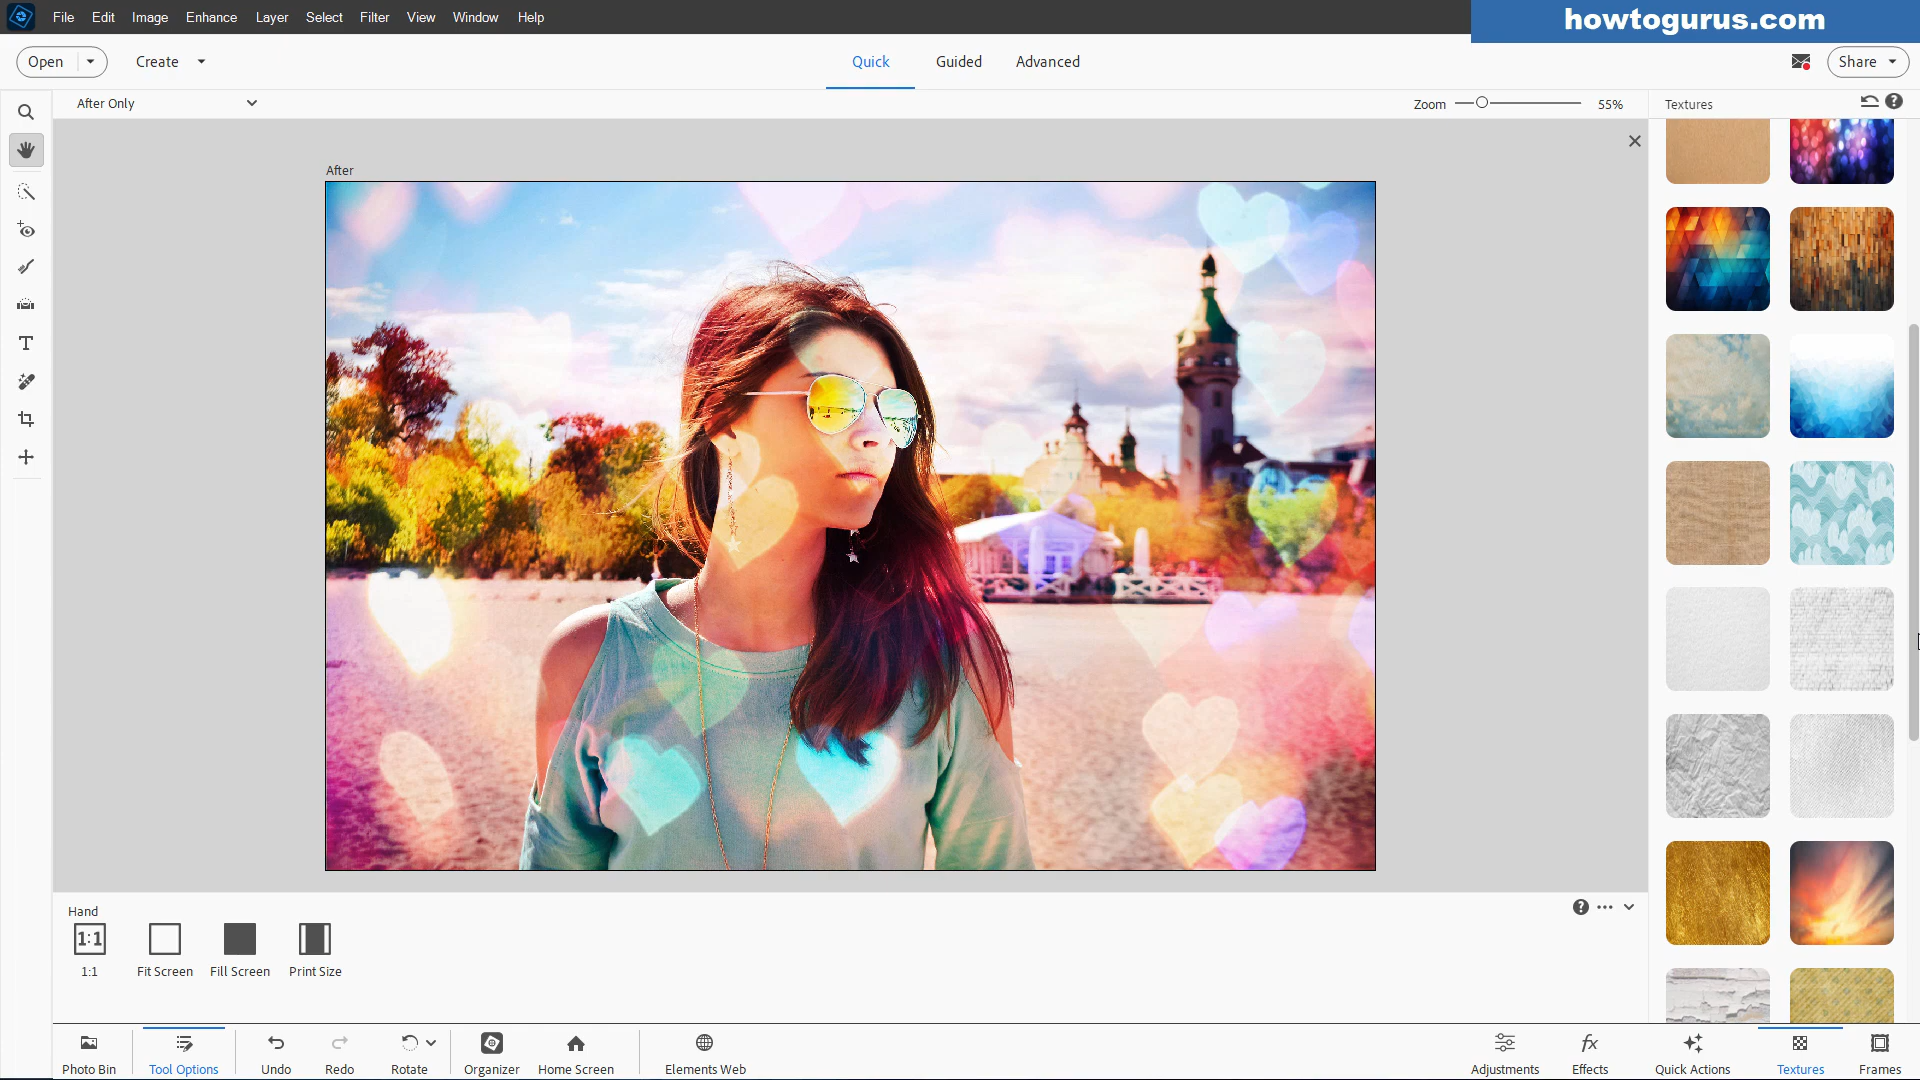 File Edit Image Enhance Layer Select Filter View Window Help
howtogurus.com
Open Create Quick Guided Advanced Share
After Only Zoom 55% Textures
After
Hand
1:1
1:1 Fit Screen Fill Screen Print Size
Photo Bin Tool Options Undo Redo Rotate Organizer Home Screen Elements Web Adjustments Effects Quick Actions Textures Frames